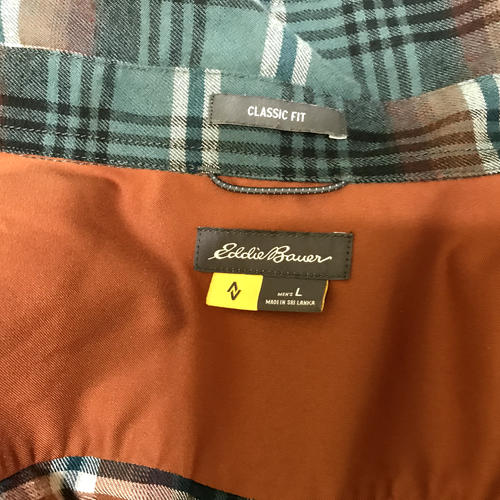 CLASSIC FIT
Eddie Bauer
MEN'S L
MADE IN SRI LANKA